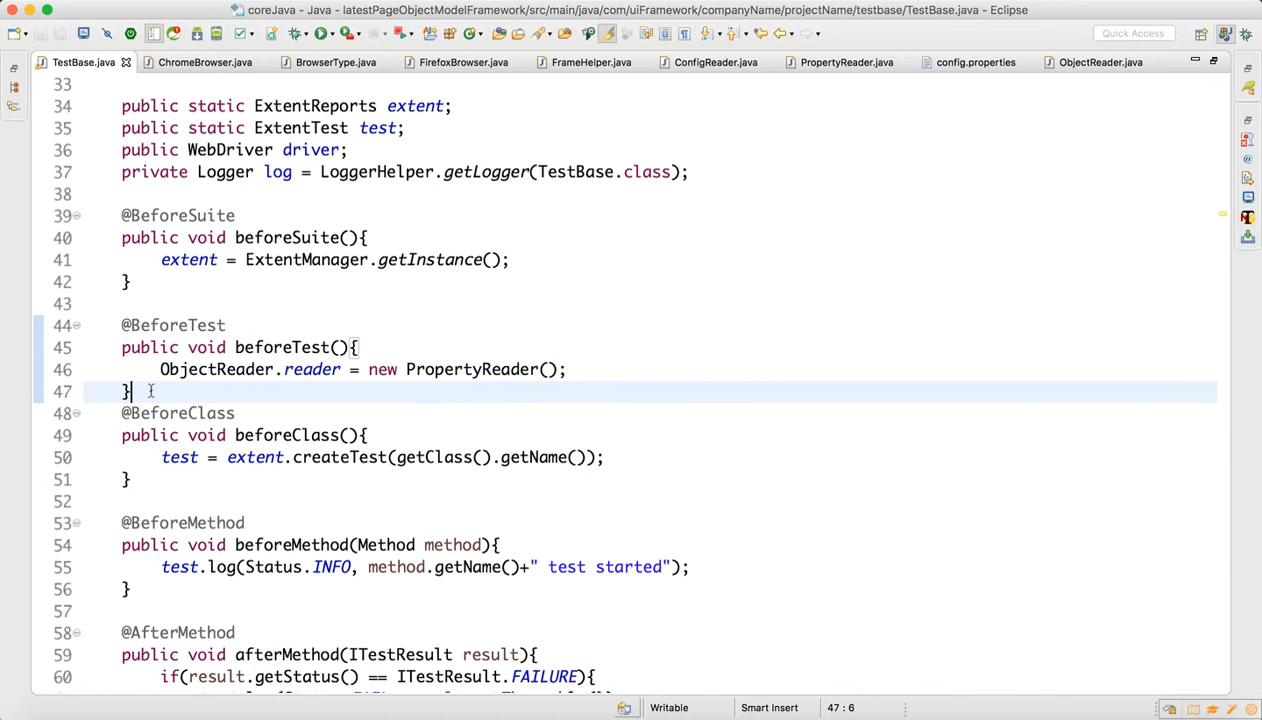 coreJava - Java - latestPageObjectModelFramework/src/main/java/com/uiFramework/companyName/projectName/testbase/TestBase.java - Eclipse
Quick Access
TestBase.java ChromeBrowser.java BrowserType.java FirefoxBrowser.java FrameHelper.java ConfigReader.java PropertyReader.java config.properties ObjectReader.java
33
34 public static ExtentReports extent;
35 public static ExtentTest test;
36 public WebDriver driver;
37 private Logger log = LoggerHelper.getLogger(TestBase.class);
38
39 @BeforeSuite
40 public void beforeSuite(){
41 extent = ExtentManager.getInstance();
42 }
43
44 @BeforeTest
45 public void beforeTest(){
46 ObjectReader.reader = new PropertyReader();
47 }
48 @BeforeClass
49 public void beforeClass(){
50 test = extent.createTest(getClass().getName());
51 }
52
53 @BeforeMethod
54 public void beforeMethod(Method method){
55 test.log(Status.INFO, method.getName()+" test started");
56 }
57
58 @AfterMethod
59 public void afterMethod(ITestResult result){
60 if(result.getStatus() == ITestResult.FAILURE){
Writable Smart Insert 47 : 6